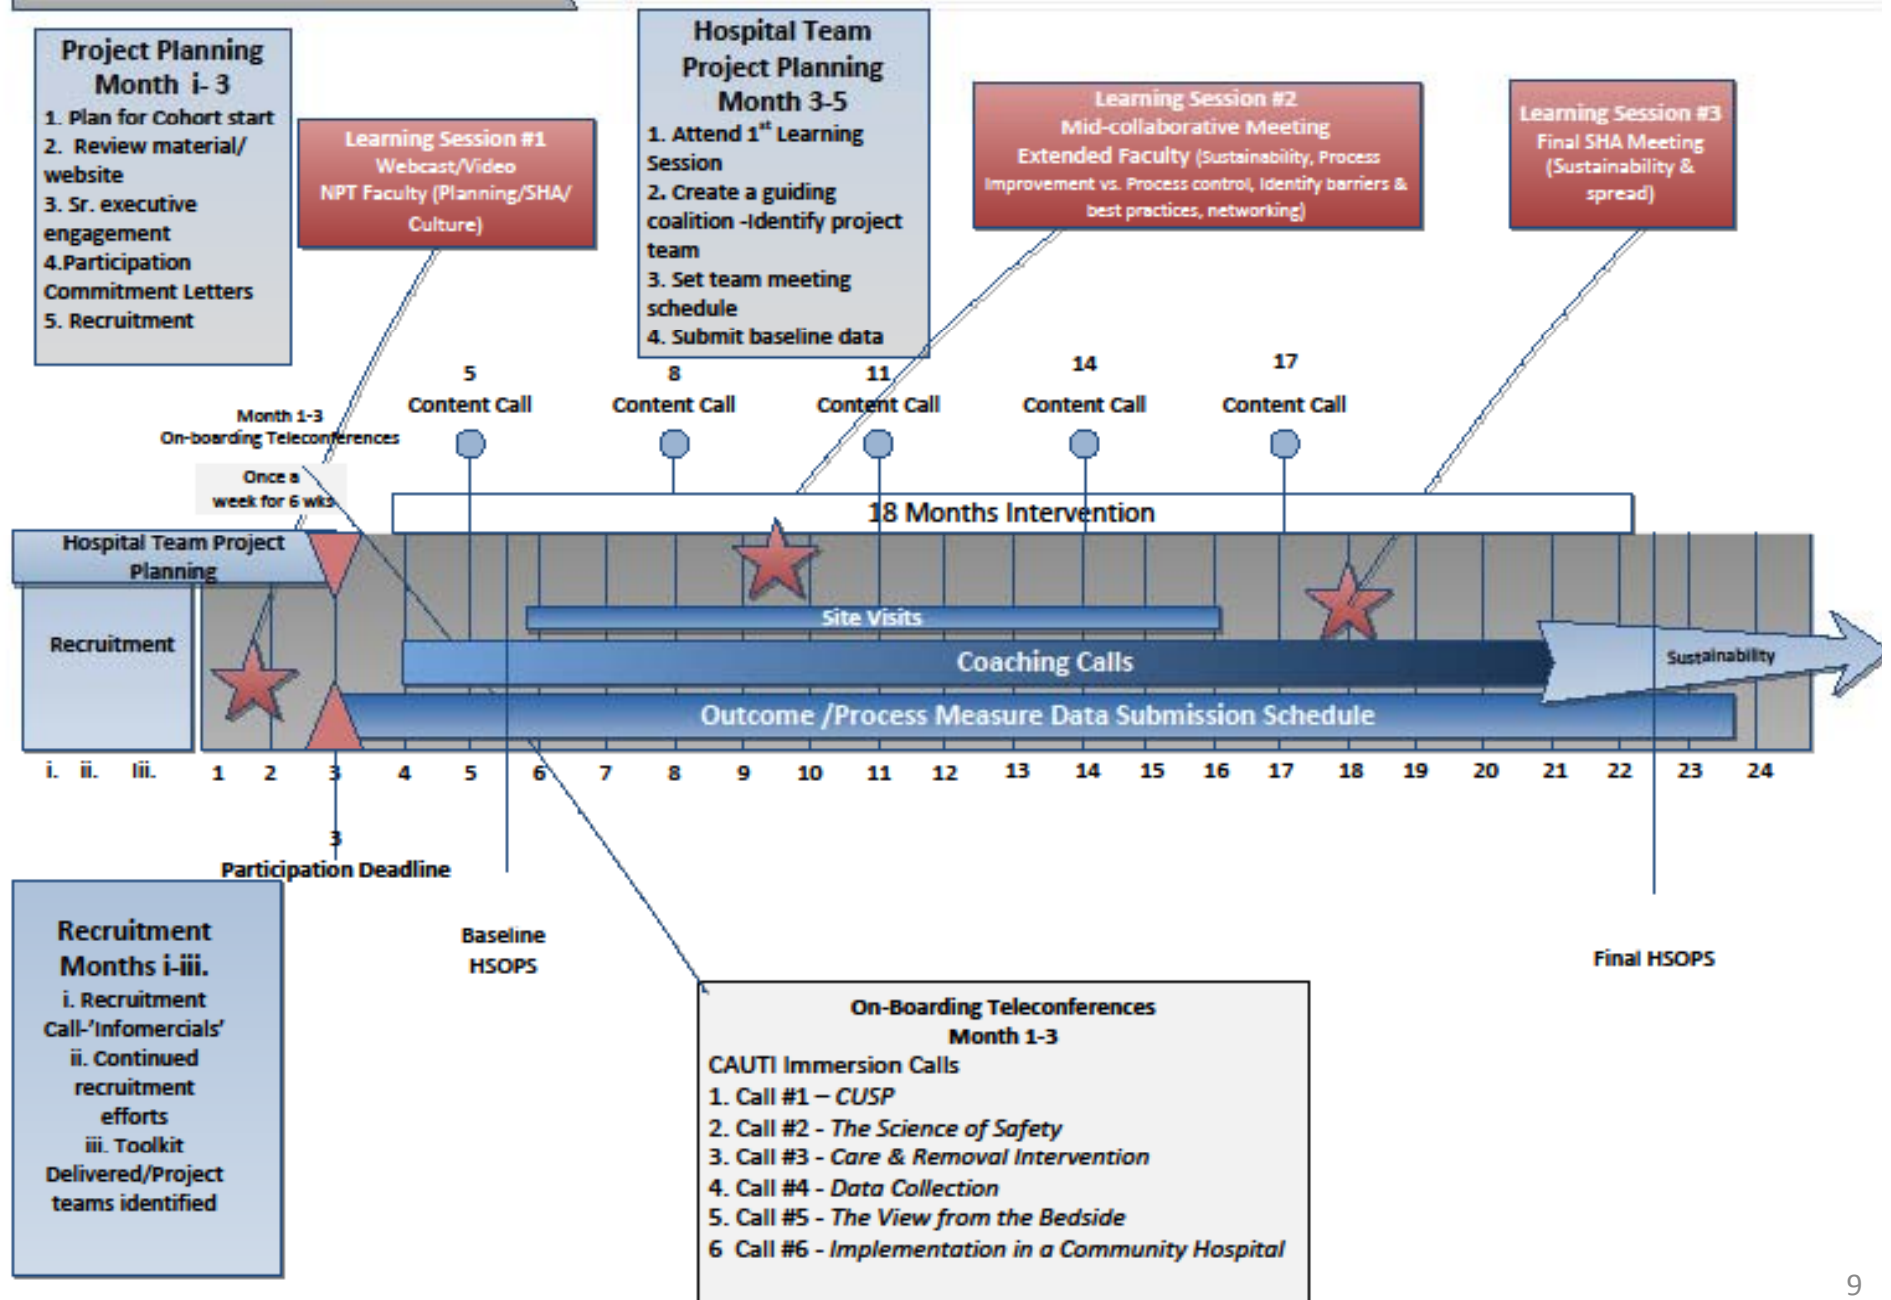 Project Planning
Month i- 3
1. Plan for Cohort start
2. Review material/
website
3. Sr. executive
engagement
4.Participation
Commitment Letters
5. Recruitment
Learning Session #1
Webcast/Video
NPT Faculty (Planning/SHA/
Culture)
Hospital Team
Project Planning
Month 3-5
1. Attend 1st Learning
Session
2. Create a guiding
coalition -Identify project
team
3. Set team meeting
schedule
4. Submit baseline data
Learning Session #2
Mid-collaborative Meeting
Extended Faculty (Sustainability, Process
Improvement vs. Process control, Identify barriers &
best practices, networking)
Learning Session #3
Final SHA Meeting
(Sustainability &
spread)
5
Content Call
8
Content Call
11
Content Call
14
Content Call
17
Content Call
Month 1-3
On-boarding Teleconferences
Once a
week for 6 wks
18 Months Intervention
Hospital Team Project
Planning
Recruitment
Site Visits
Coaching Calls
Sustainability
Outcome /Process Measure Data Submission Schedule
i. ii. Iii. 1 2 3 4 5 6 7 8 9 10 11 12 13 14 15 16 17 18 19 20 21 22 23 24
3
Participation Deadline
Baseline
HSOPS
Final HSOPS
Recruitment
Months i-iii.
i. Recruitment
Call-’Infomercials’
ii. Continued
recruitment
efforts
iii. Toolkit
Delivered/Project
teams identified
On-Boarding Teleconferences
Month 1-3
CAUTI Immersion Calls
1. Call #1 – CUSP
2. Call #2 - The Science of Safety
3. Call #3 - Care & Removal Intervention
4. Call #4 - Data Collection
5. Call #5 - The View from the Bedside
6 Call #6 - Implementation in a Community Hospital
9